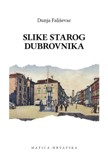 Dunja Fališevac
SLIKE STAROG
DUBROVNIKA
MATICA HRVATSKA